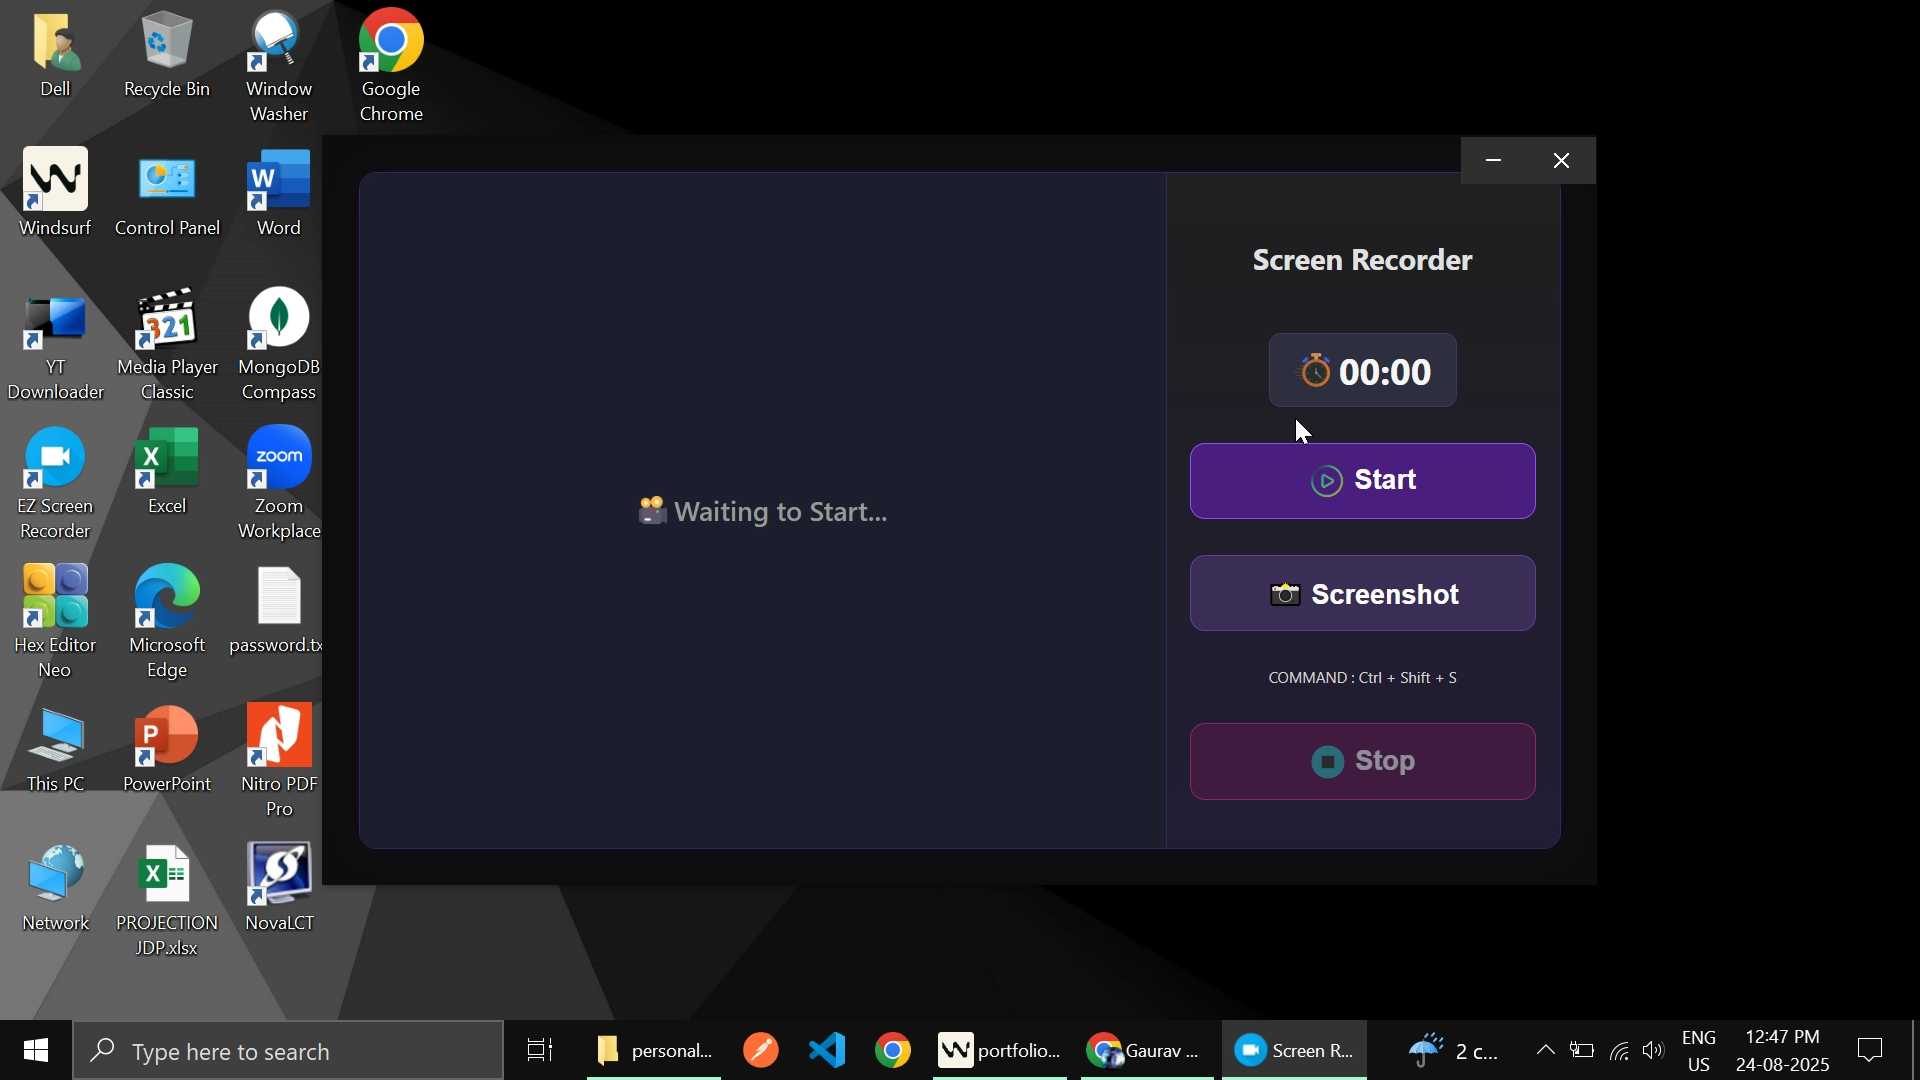 Dell
Recycle Bin
Window
Washer
Google
Chrome
Windsurf
Control Panel
W
Word
YT
Downloader
321
Media Player
Classic
MongoDB
Compass
EZ Screen
Recorder
X
Excel
zoom
Zoom
Workplace
Hex Editor
Neo
Microsoft
Edge
password.tx
This PC
P
PowerPoint
Nitro PDF
Pro
Network
X
PROJECTION
JDP.xlsx
NovaLCT
Waiting to Start...
Screen Recorder
00:00
Start
Screenshot
COMMAND : Ctrl + Shift + S
Stop
Type here to search
personal...
portfolio...
Gaurav ...
Screen R...
2 c...
ENG
US
12:47 PM
24-08-2025